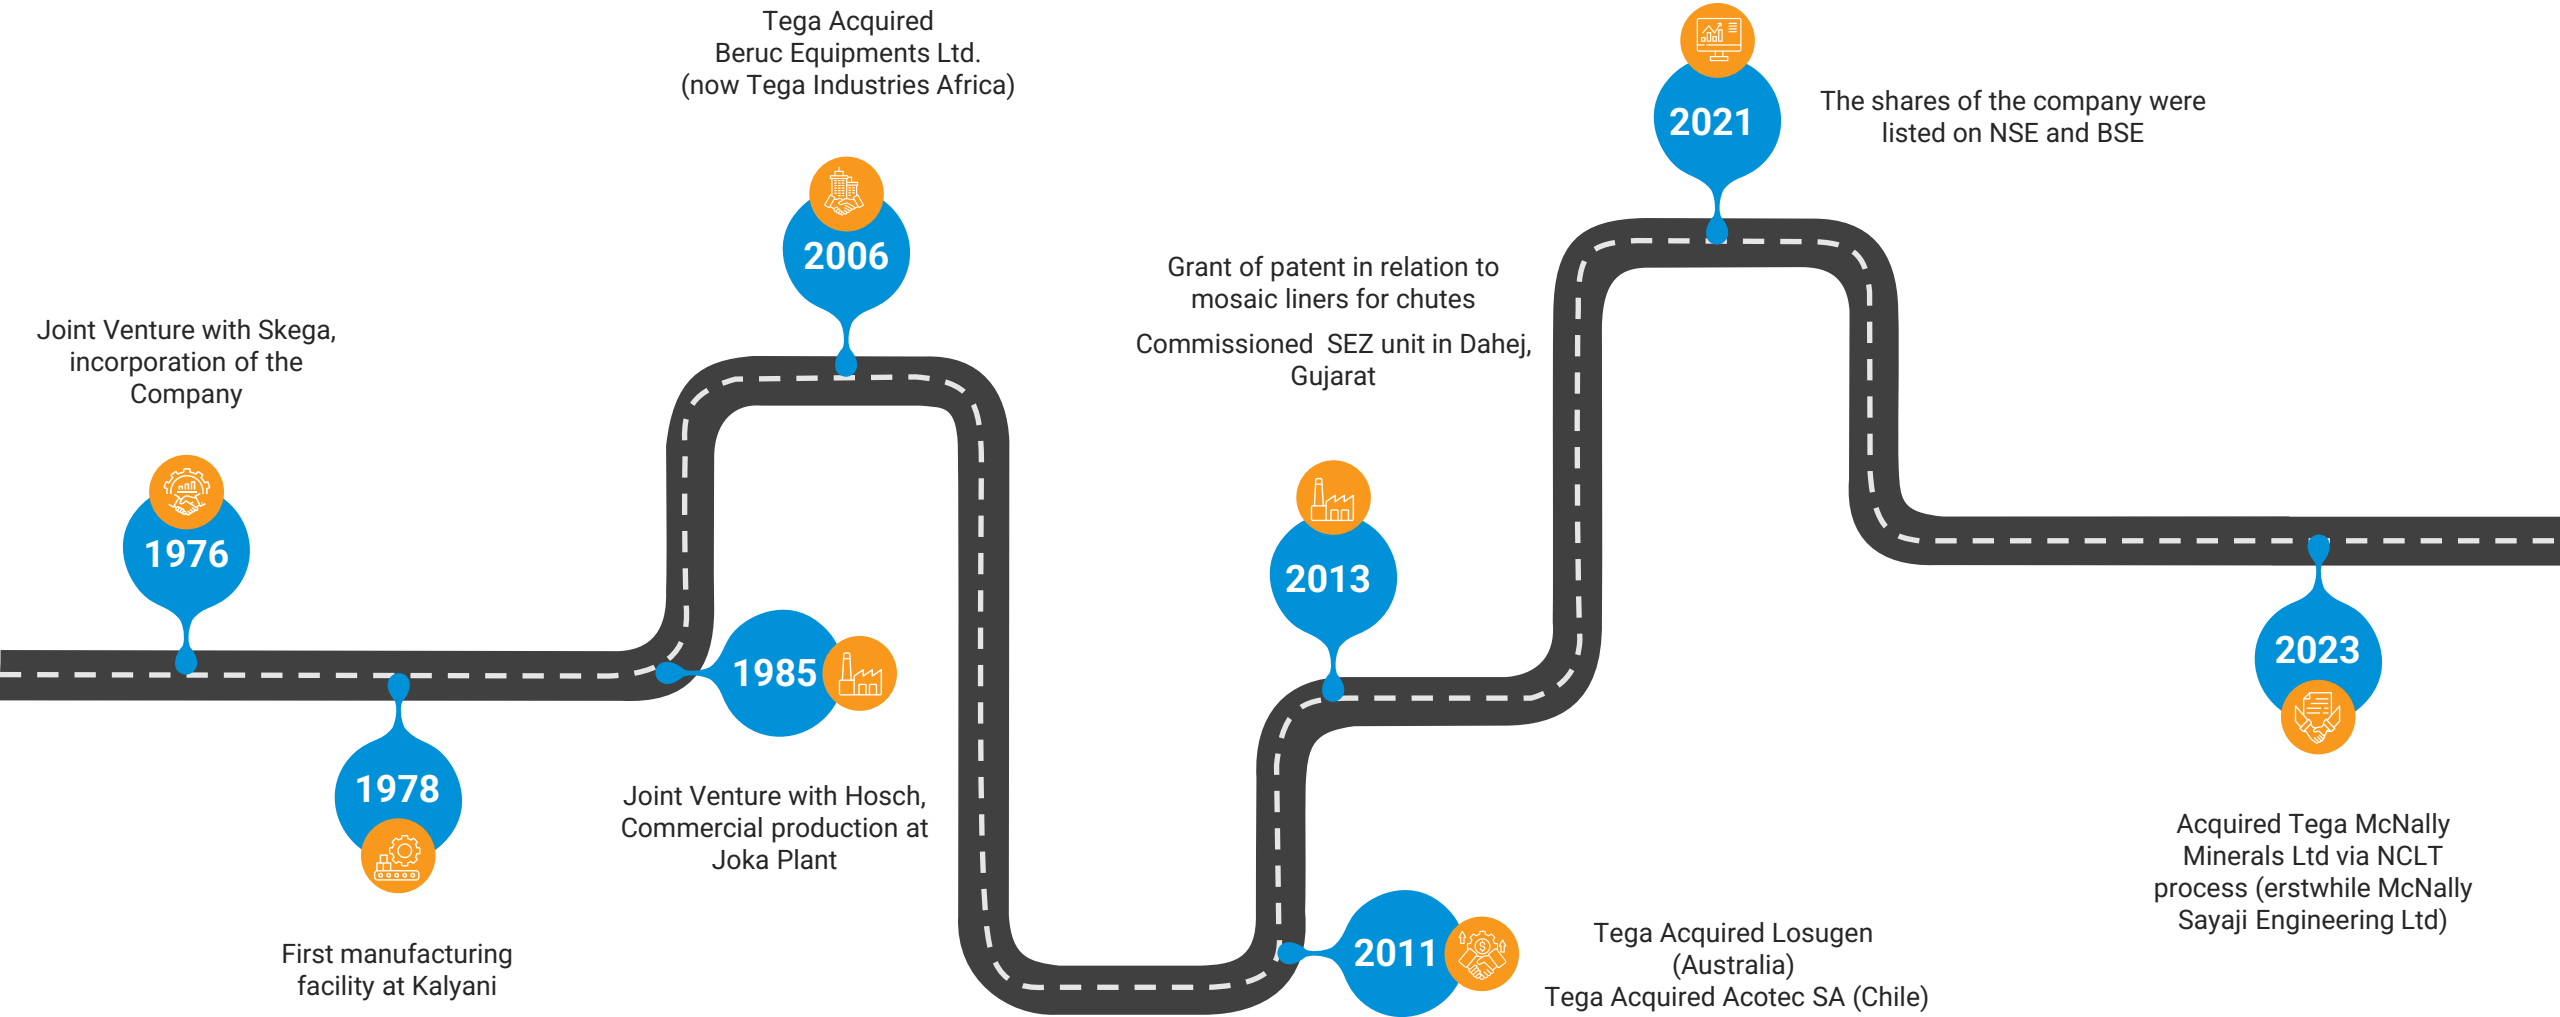 Joint Venture with Skega,
incorporation of the
Company
1976
1978
First manufacturing
facility at Kalyani
1985
Joint Venture with Hosch,
Commercial production at
Joka Plant
Tega Acquired
Beruc Equipments Ltd.
(now Tega Industries Africa)
2006
2011
Tega Acquired Losugen
(Australia)
Tega Acquired Acotec SA (Chile)
Grant of patent in relation to
mosaic liners for chutes
Commissioned  SEZ unit in Dahej,
Gujarat
2013
2021
The shares of the company were
listed on NSE and BSE
2023
Acquired Tega McNally
Minerals Ltd via NCLT
process (erstwhile McNally
Sayaji Engineering Ltd)